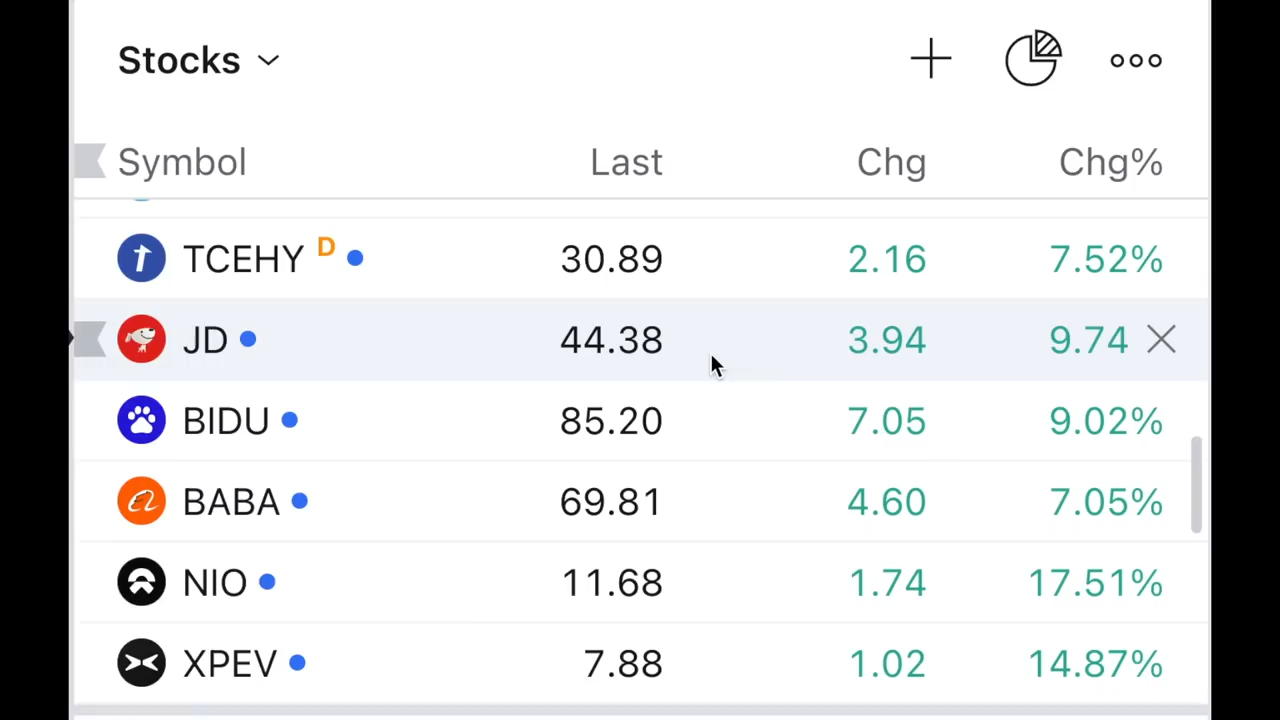 Stocks
Symbol Last Chg Chg%
TCEHY D 30.89 2.16 7.52%
JD 44.38 3.94 9.74
BIDU 85.20 7.05 9.02%
BABA 69.81 4.60 7.05%
NIO 11.68 1.74 17.51%
XPEV 7.88 1.02 14.87%